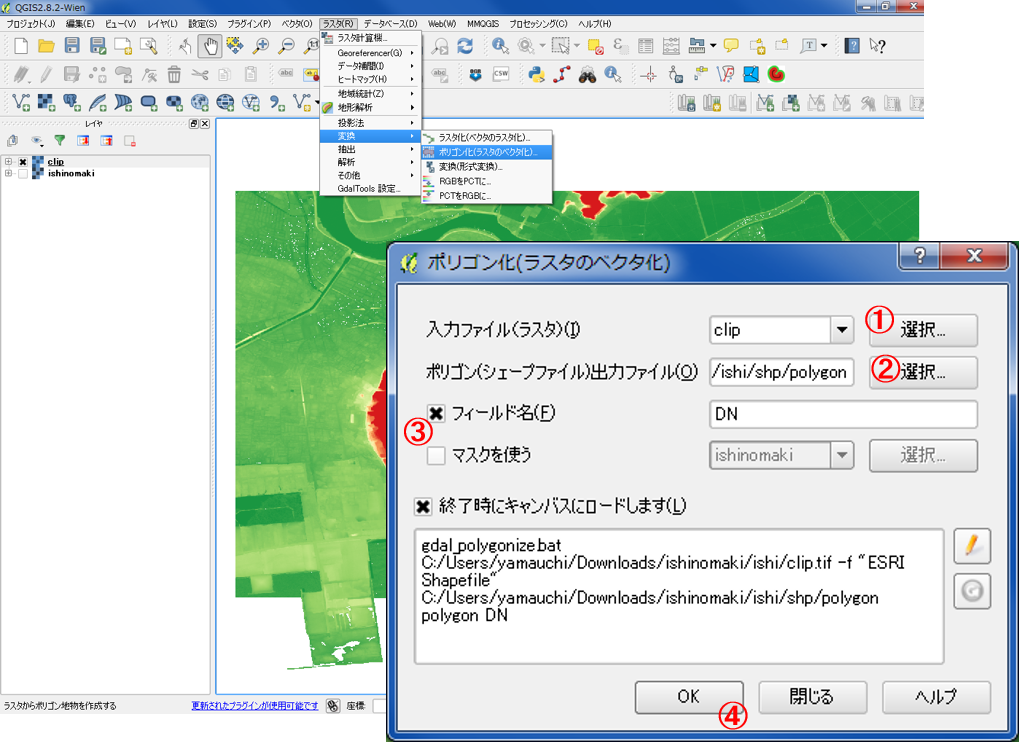 QGIS2.8.2-Wien
プロジェクト(J) 編集(E) ビュー(V) レイヤ(L) 設定(S) プラグイン(P) ベクタ(O) ラスタ(R) データベース(D) Web(W) MMQGIS プロセッシング(C) ヘルプ(H)
ラスタ計算機...
Georeferencer(G)
データ補間(I)
ヒートマップ(H)
地域統計(Z)
地形解析
投影法
変換
抽出
解析
その他
GdalTools 設定...
ラスタ化(ベクタのラスタ化)...
ポリゴン化(ラスタのベクタ化)...
変換(形式変換)...
RGBをPCTに...
PCTをRGBに...
abc
CSW
レイヤ
clip
ishinomaki
ポリゴン化(ラスタのベクタ化)
入力ファイル(ラスタ)(I) clip ① 選択...
ポリゴン(シェープファイル)出力ファイル(O) /ishi/shp/polygon ② 選択...
③ フィールド名(F) DN
マスクを使う ishinomaki 選択...
終了時にキャンバスにロードします(L)
gdal_polygonize.bat
C:/Users/yamauchi/Downloads/ishinomaki/ishi/clip.tif -f "ESRI
Shapefile"
C:/Users/yamauchi/Downloads/ishinomaki/ishi/shp/polygon
polygon DN
OK ④ 閉じる ヘルプ
ラスタからポリゴン地物を作成する 更新されたプラグインが使用可能です 座標: